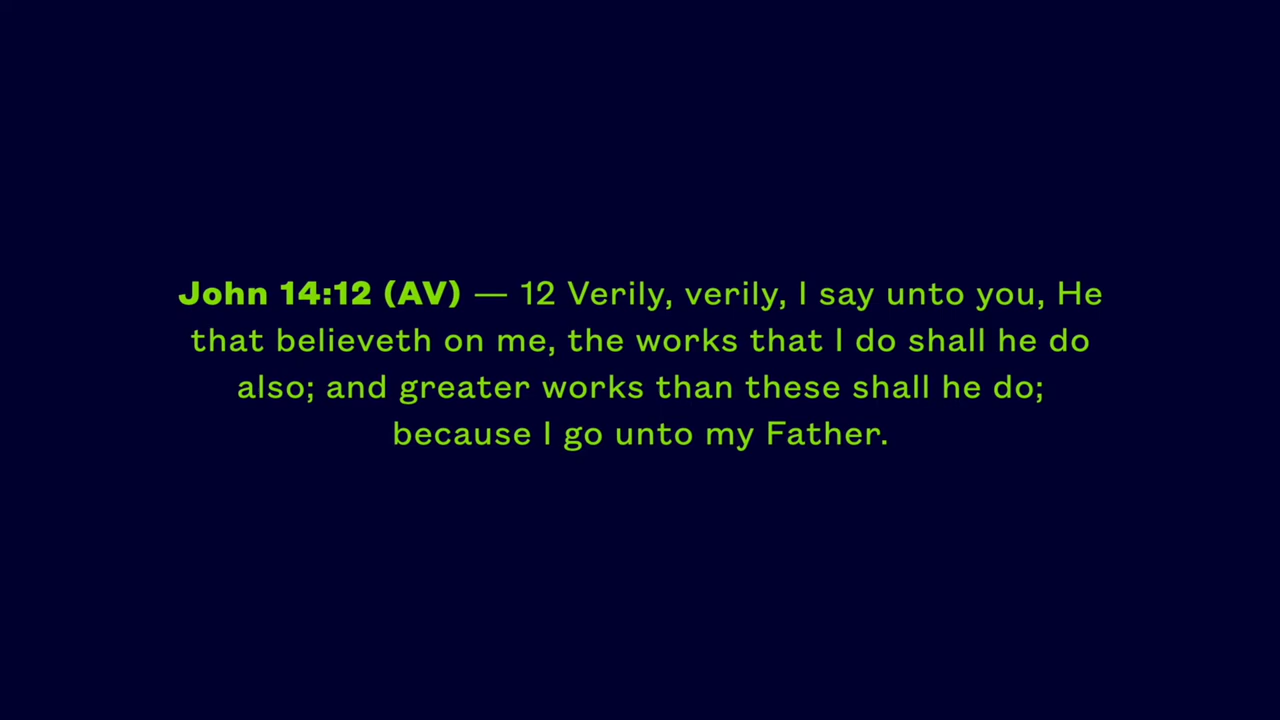 John 14:12 (AV) — 12 Verily, verily, I say unto you, He
that believeth on me, the works that I do shall he do
also; and greater works than these shall he do;
because I go unto my Father.